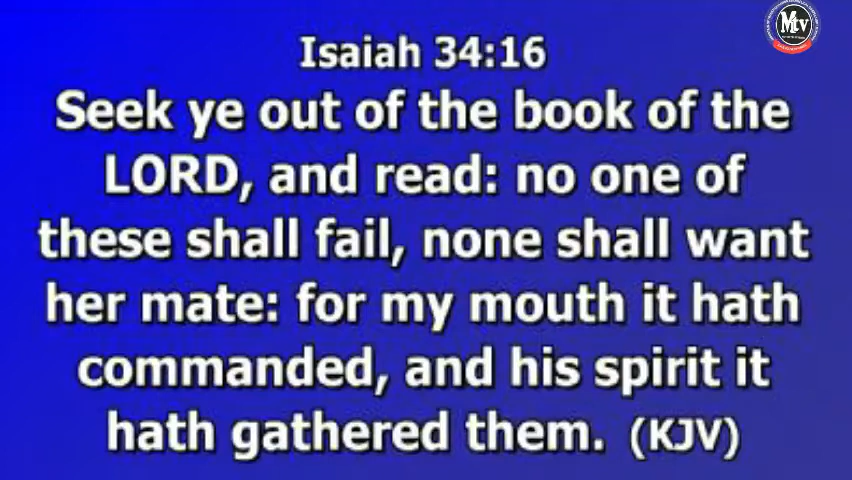 Mtv
Isaiah 34:16
Seek ye out of the book of the
LORD, and read: no one of
these shall fail, none shall want
her mate: for my mouth it hath
commanded, and his spirit it
hath gathered them. (KJV)